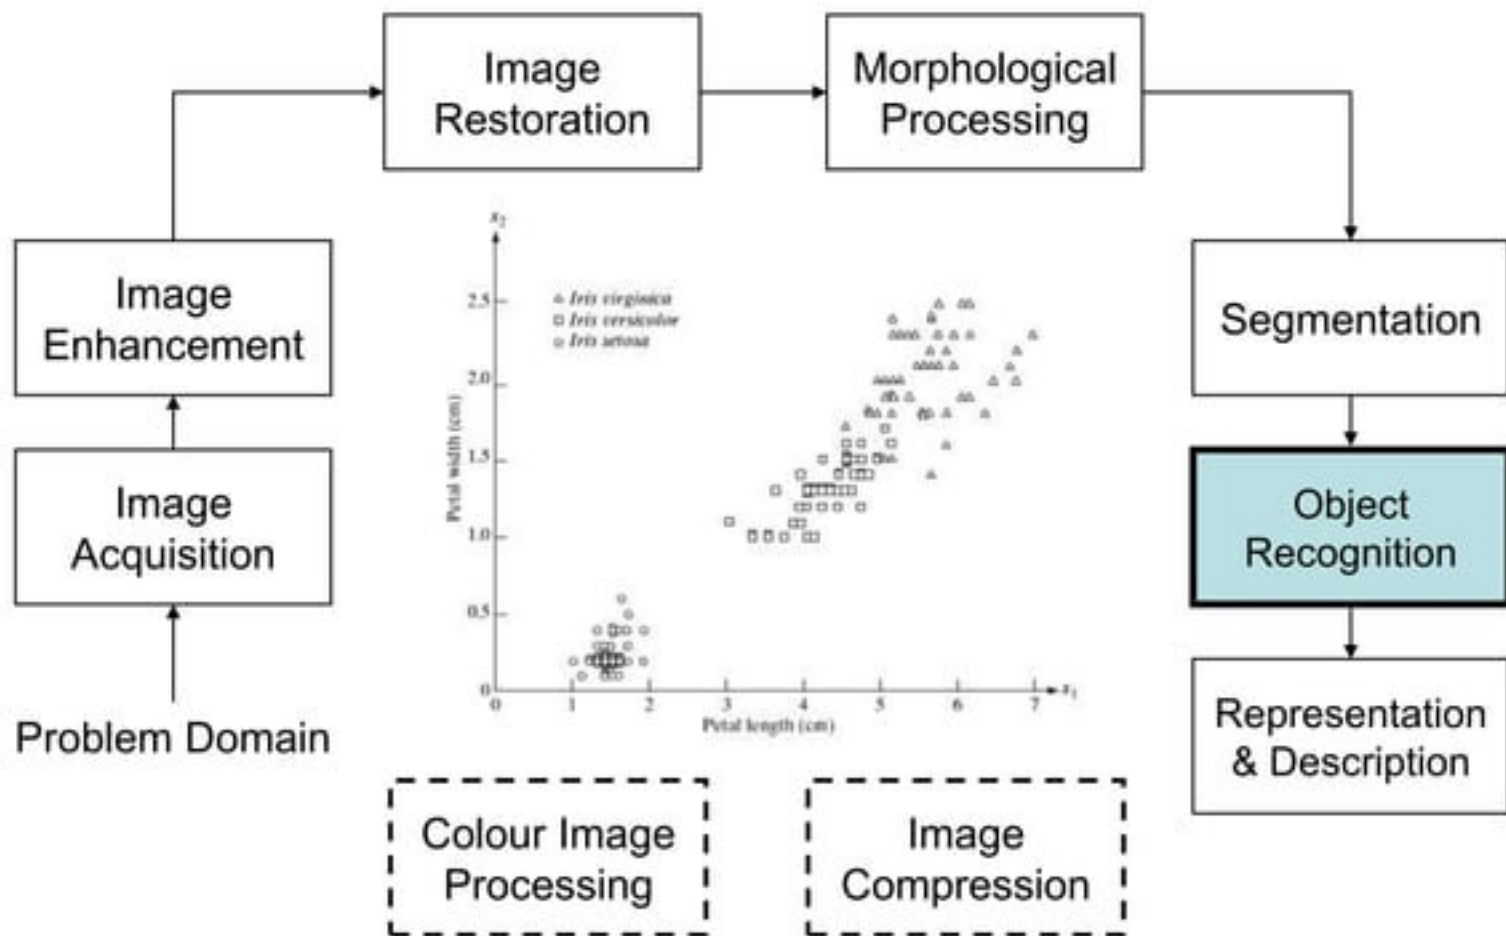 Image
Restoration
Morphological
Processing
Image
Enhancement
Segmentation
Image
Acquisition
Object
Recognition
Problem Domain
Representation
& Description
x₂
2.5
2.0
1.5
1.0
0.5
0
Petal width (cm)
△ Iris virginica
□ Iris versicolor
○ Iris setosa
0 1 2 3 4 5 6 7 x₁
Petal length (cm)
Colour Image
Processing
Image
Compression